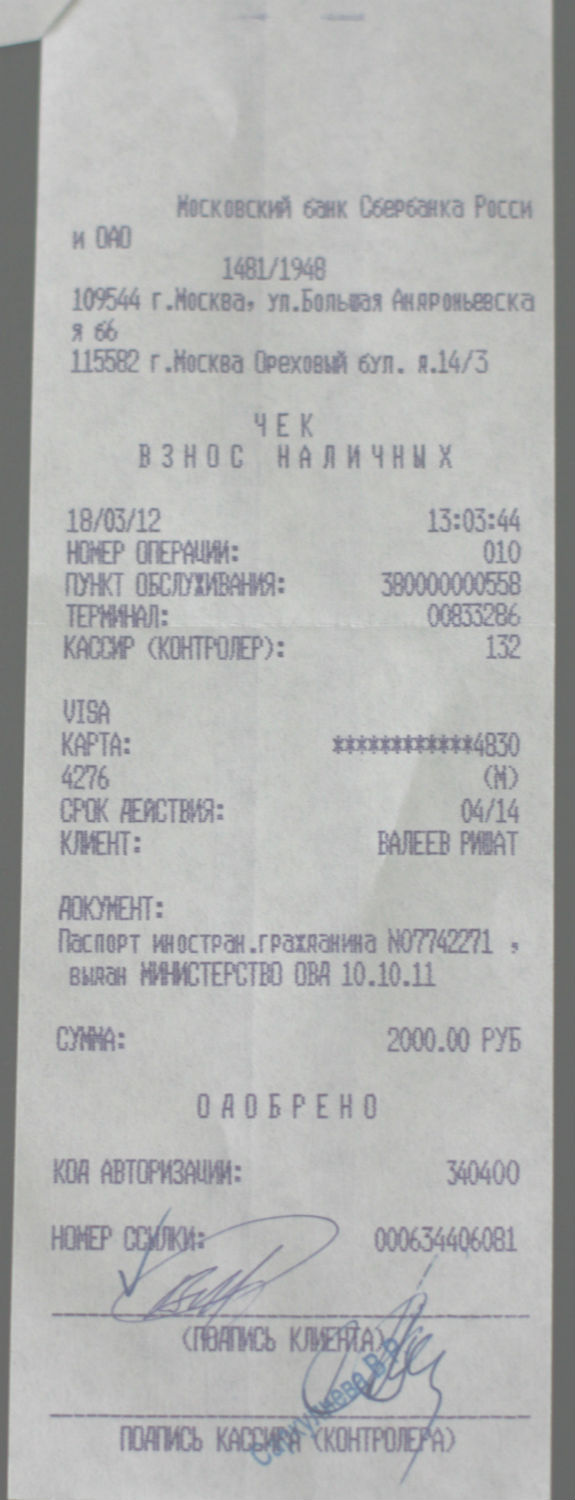 Московский банк Сбербанка Росси
и ОАО
1481/1948
109544 г.Москва, ул.Большая Андроньевска
я 66
115582 г.Москва Ореховый бул. д.14/3
ЧЕК
ВЗНОС НАЛИЧНЫХ
18/03/12 13:03:44
НОМЕР ОПЕРАЦИИ: 010
ПУНКТ ОБСЛУЖИВАНИЯ: 380000000558
ТЕРМИНАЛ: 00833286
КАССИР (КОНТРОЛЕР): 132
VISA
КАРТА: ************4830
4276 (M)
СРОК ДЕЙСТВИЯ: 04/14
КЛИЕНТ: ВАЛЕЕВ РИШАТ
ДОКУМЕНТ:
Паспорт иностран.гражданина N07742271 ,
выдан МИНИСТЕРСТВО ОВД 10.10.11
СУММА: 2000.00 РУБ
ОДОБРЕНО
КОД АВТОРИЗАЦИИ: 340400
НОМЕР ССЫЛКИ: 000634406081
(ПОДПИСЬ КЛИЕНТА)
ПОДПИСЬ КАССИРА (КОНТРОЛЕРА)